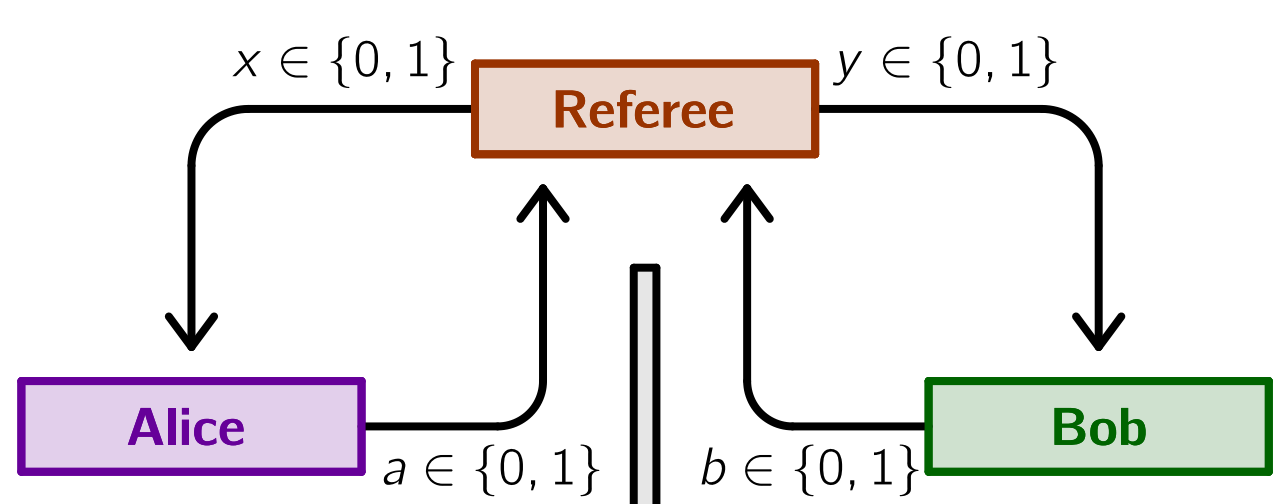 x ∈ {0, 1}
y ∈ {0, 1}
Referee
Alice
Bob
a ∈ {0, 1}
b ∈ {0, 1}